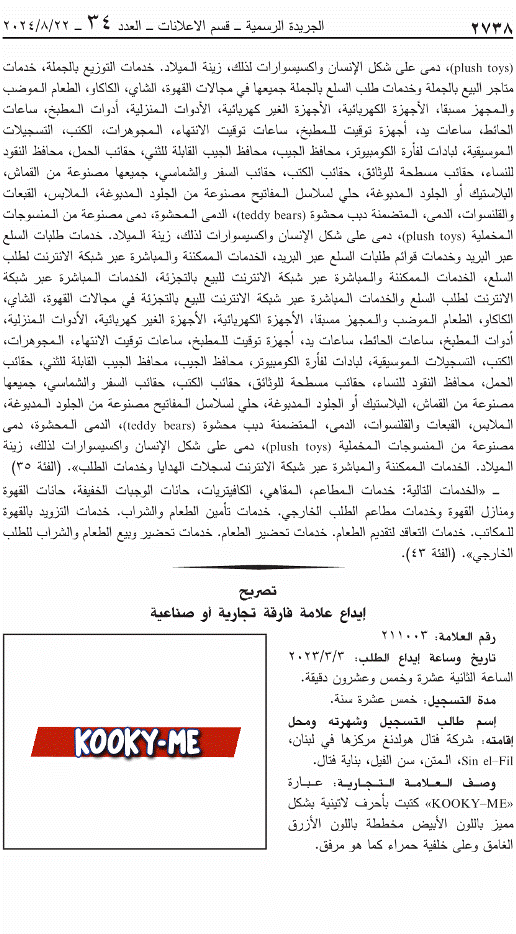 ٢٧٣٨
الجريدة الرسمية ــ قسم الاعلانات ــ العدد ٣٤ ــ ٢٠٢٤/٨/٢٢
(plush toys)، دمى على شكل الإنسان واكسيسوارات لذلك، زينة الميلاد. خدمات التوزيع بالجملة، خدمات
متاجر البيع بالجملة وخدمات طلب السلع بالجملة جميعها في مجالات القهوة، الشاي، الكاكاو، الطعام الموضب
والمجهز مسبقا، الأجهزة الكهربائية، الأجهزة الغير كهربائية، الأدوات المنزلية، أدوات المطبخ، ساعات
الحائط، ساعات يد، أجهزة توقيت للمطبخ، ساعات توقيت الانتهاء، المجوهرات، الكتب، التسجيلات
الموسيقية، لبادات لفأرة الكومبيوتر، محافظ الجيب، محافظ الجيب القابلة للثني، حقائب الحمل، محافظ النقود
للنساء، حقائب مسطحة للوثائق، حقائب الكتب، حقائب السفر والشماسي، جميعها مصنوعة من القماش،
البلاستيك أو الجلود المدبوغة، حلي لسلاسل المفاتيح مصنوعة من الجلود المدبوغة، الملابس، القبعات
والقلنسوات، الدمى، المتضمنة دبب محشوة (teddy bears)، الدمى المحشوة، دمى مصنوعة من المنسوجات
المخملية (plush toys)، دمى على شكل الإنسان واكسيسوارات لذلك، زينة الميلاد. خدمات طلبات السلع
عبر البريد وخدمات قوائم طلبات السلع عبر البريد، الخدمات الممكننة والمباشرة عبر شبكة الانترنت لطلب
السلع، الخدمات الممكننة والمباشرة عبر شبكة الانترنت للبيع بالتجزئة، الخدمات المباشرة عبر شبكة
الانترنت لطلب السلع والخدمات المباشرة عبر شبكة الانترنت للبيع بالتجزئة في مجالات القهوة، الشاي،
الكاكاو، الطعام الموضب والمجهز مسبقا، الأجهزة الكهربائية، الأجهزة الغير كهربائية، الأدوات المنزلية،
أدوات المطبخ، ساعات الحائط، ساعات يد، أجهزة توقيت للمطبخ، ساعات توقيت الانتهاء، المجوهرات،
الكتب، التسجيلات الموسيقية، لبادات لفأرة الكومبيوتر، محافظ الجيب، محافظ الجيب القابلة للثني، حقائب
الحمل، محافظ النقود للنساء، حقائب مسطحة للوثائق، حقائب الكتب، حقائب السفر والشماسي، جميعها
مصنوعة من القماش، البلاستيك أو الجلود المدبوغة، حلي لسلاسل المفاتيح مصنوعة من الجلود المدبوغة،
الملابس، القبعات والقلنسوات، الدمى، المتضمنة دبب محشوة (teddy bears)، الدمى المحشوة، دمى
مصنوعة من المنسوجات المخملية (plush toys)، دمى على شكل الإنسان واكسيسوارات لذلك، زينة
الميلاد. الخدمات الممكننة والمباشرة عبر شبكة الانترنت لسجلات الهدايا وخدمات الطلب». (الفئة ٣٥)
ــ «الخدمات التالية: خدمات المطاعم، المقاهي، الكافيتريات، حانات الوجبات الخفيفة، حانات القهوة
ومنازل القهوة وخدمات مطاعم الطلب الخارجي. خدمات تأمين الطعام والشراب. خدمات التزويد بالقهوة
للمكاتب. خدمات التعاقد لتقديم الطعام. خدمات تحضير الطعام. خدمات تحضير وبيع الطعام والشراب للطلب
الخارجي». (الفئة ٤٣).
تصريح
إيداع علامة فارقة تجارية أو صناعية
رقم العلامة: ٢١١٠٠٣
تاريخ وساعة إيداع الطلب: ٢٠٢٣/٣/٣
الساعة الثانية عشرة وخمس وعشرون دقيقة.
مدة التسجيل: خمس عشرة سنة.
إسم طالب التسجيل وشهرته ومحل
إقامته: شركة فتال هولدنغ مركزها في لبنان،
Sin el–Fil، المتن، سن الفيل، بناية فتال.
وصف العلامة التجارية: عبارة
«KOOKY–ME» كتبت بأحرف لاتينية بشكل
مميز باللون الأبيض مخططة باللون الأزرق
الغامق وعلى خلفية حمراء كما هو مرفق.
KOOKY-ME